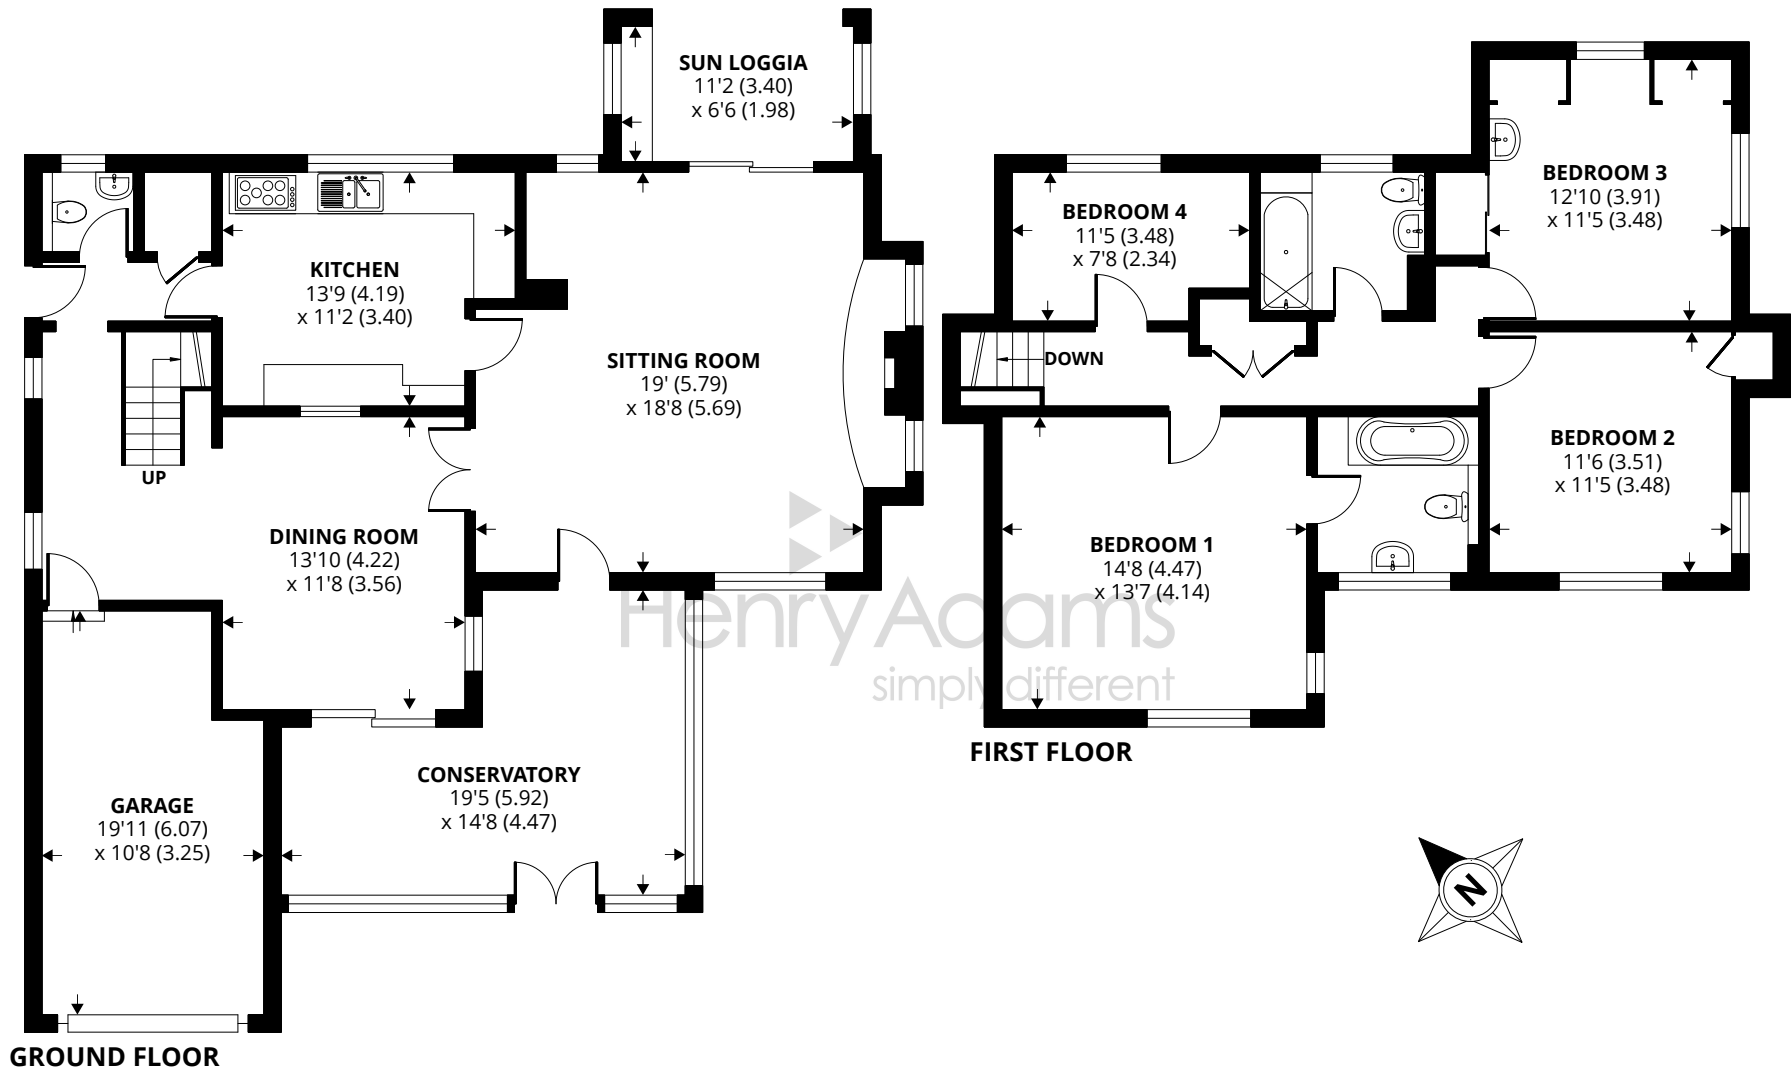 SUN LOGGIA
11'2 (3.40)
x 6'6 (1.98)
KITCHEN
13'9 (4.19)
x 11'2 (3.40)
SITTING ROOM
19' (5.79)
x 18'8 (5.69)
UP
DINING ROOM
13'10 (4.22)
x 11'8 (3.56)
CONSERVATORY
19'5 (5.92)
x 14'8 (4.47)
GARAGE
19'11 (6.07)
x 10'8 (3.25)
GROUND FLOOR
BEDROOM 3
12'10 (3.91)
x 11'5 (3.48)
BEDROOM 4
11'5 (3.48)
x 7'8 (2.34)
DOWN
BEDROOM 2
11'6 (3.51)
x 11'5 (3.48)
BEDROOM 1
14'8 (4.47)
x 13'7 (4.14)
FIRST FLOOR
Henry Adams
simply different
N